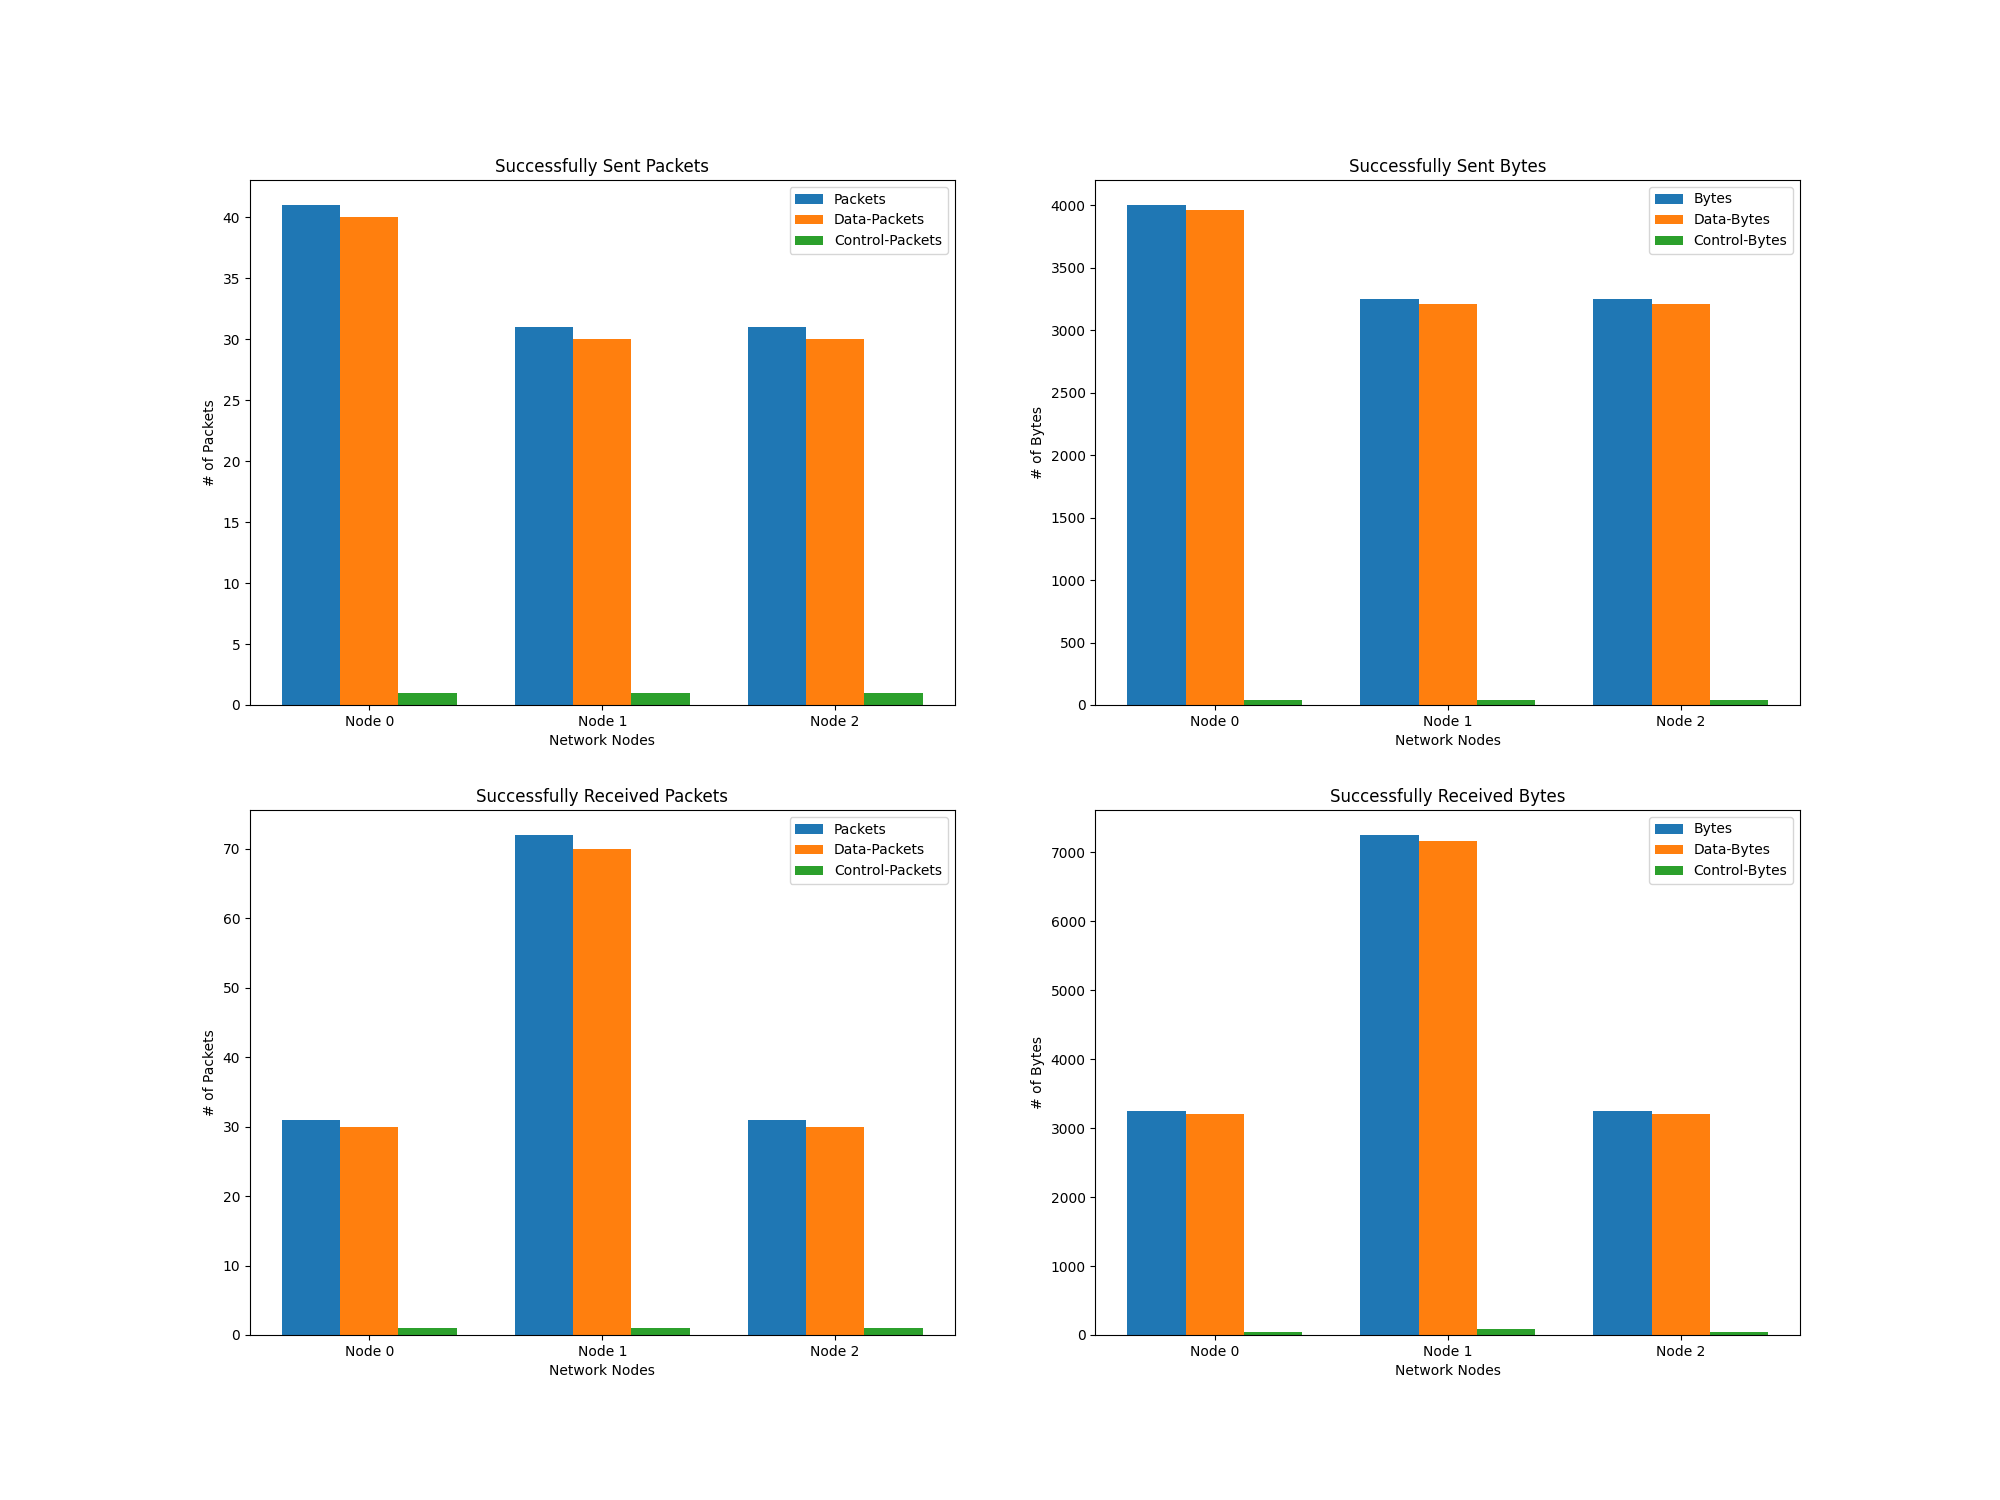 Successfully Sent Packets
# of Packets
40
35
30
25
20
15
10
5
0
Packets
Data-Packets
Control-Packets
Node 0
Node 1
Node 2
Network Nodes
Successfully Sent Bytes
# of Bytes
4000
3500
3000
2500
2000
1500
1000
500
0
Bytes
Data-Bytes
Control-Bytes
Node 0
Node 1
Node 2
Network Nodes
Successfully Received Packets
# of Packets
70
60
50
40
30
20
10
0
Packets
Data-Packets
Control-Packets
Node 0
Node 1
Node 2
Network Nodes
Successfully Received Bytes
# of Bytes
7000
6000
5000
4000
3000
2000
1000
0
Bytes
Data-Bytes
Control-Bytes
Node 0
Node 1
Node 2
Network Nodes